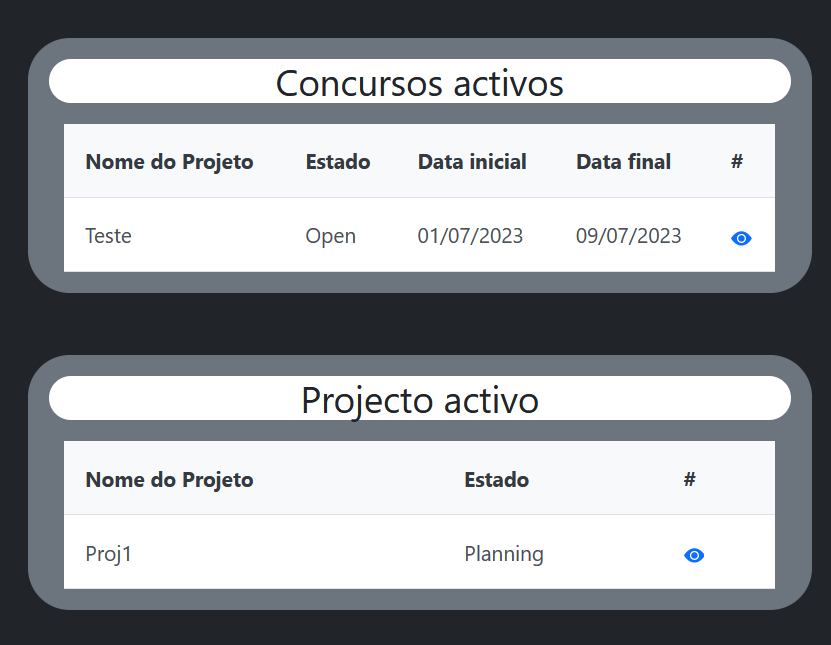 Concursos activos
Nome do Projeto Estado Data inicial Data final #
Teste Open 01/07/2023 09/07/2023
Projecto activo
Nome do Projeto Estado #
Proj1 Planning